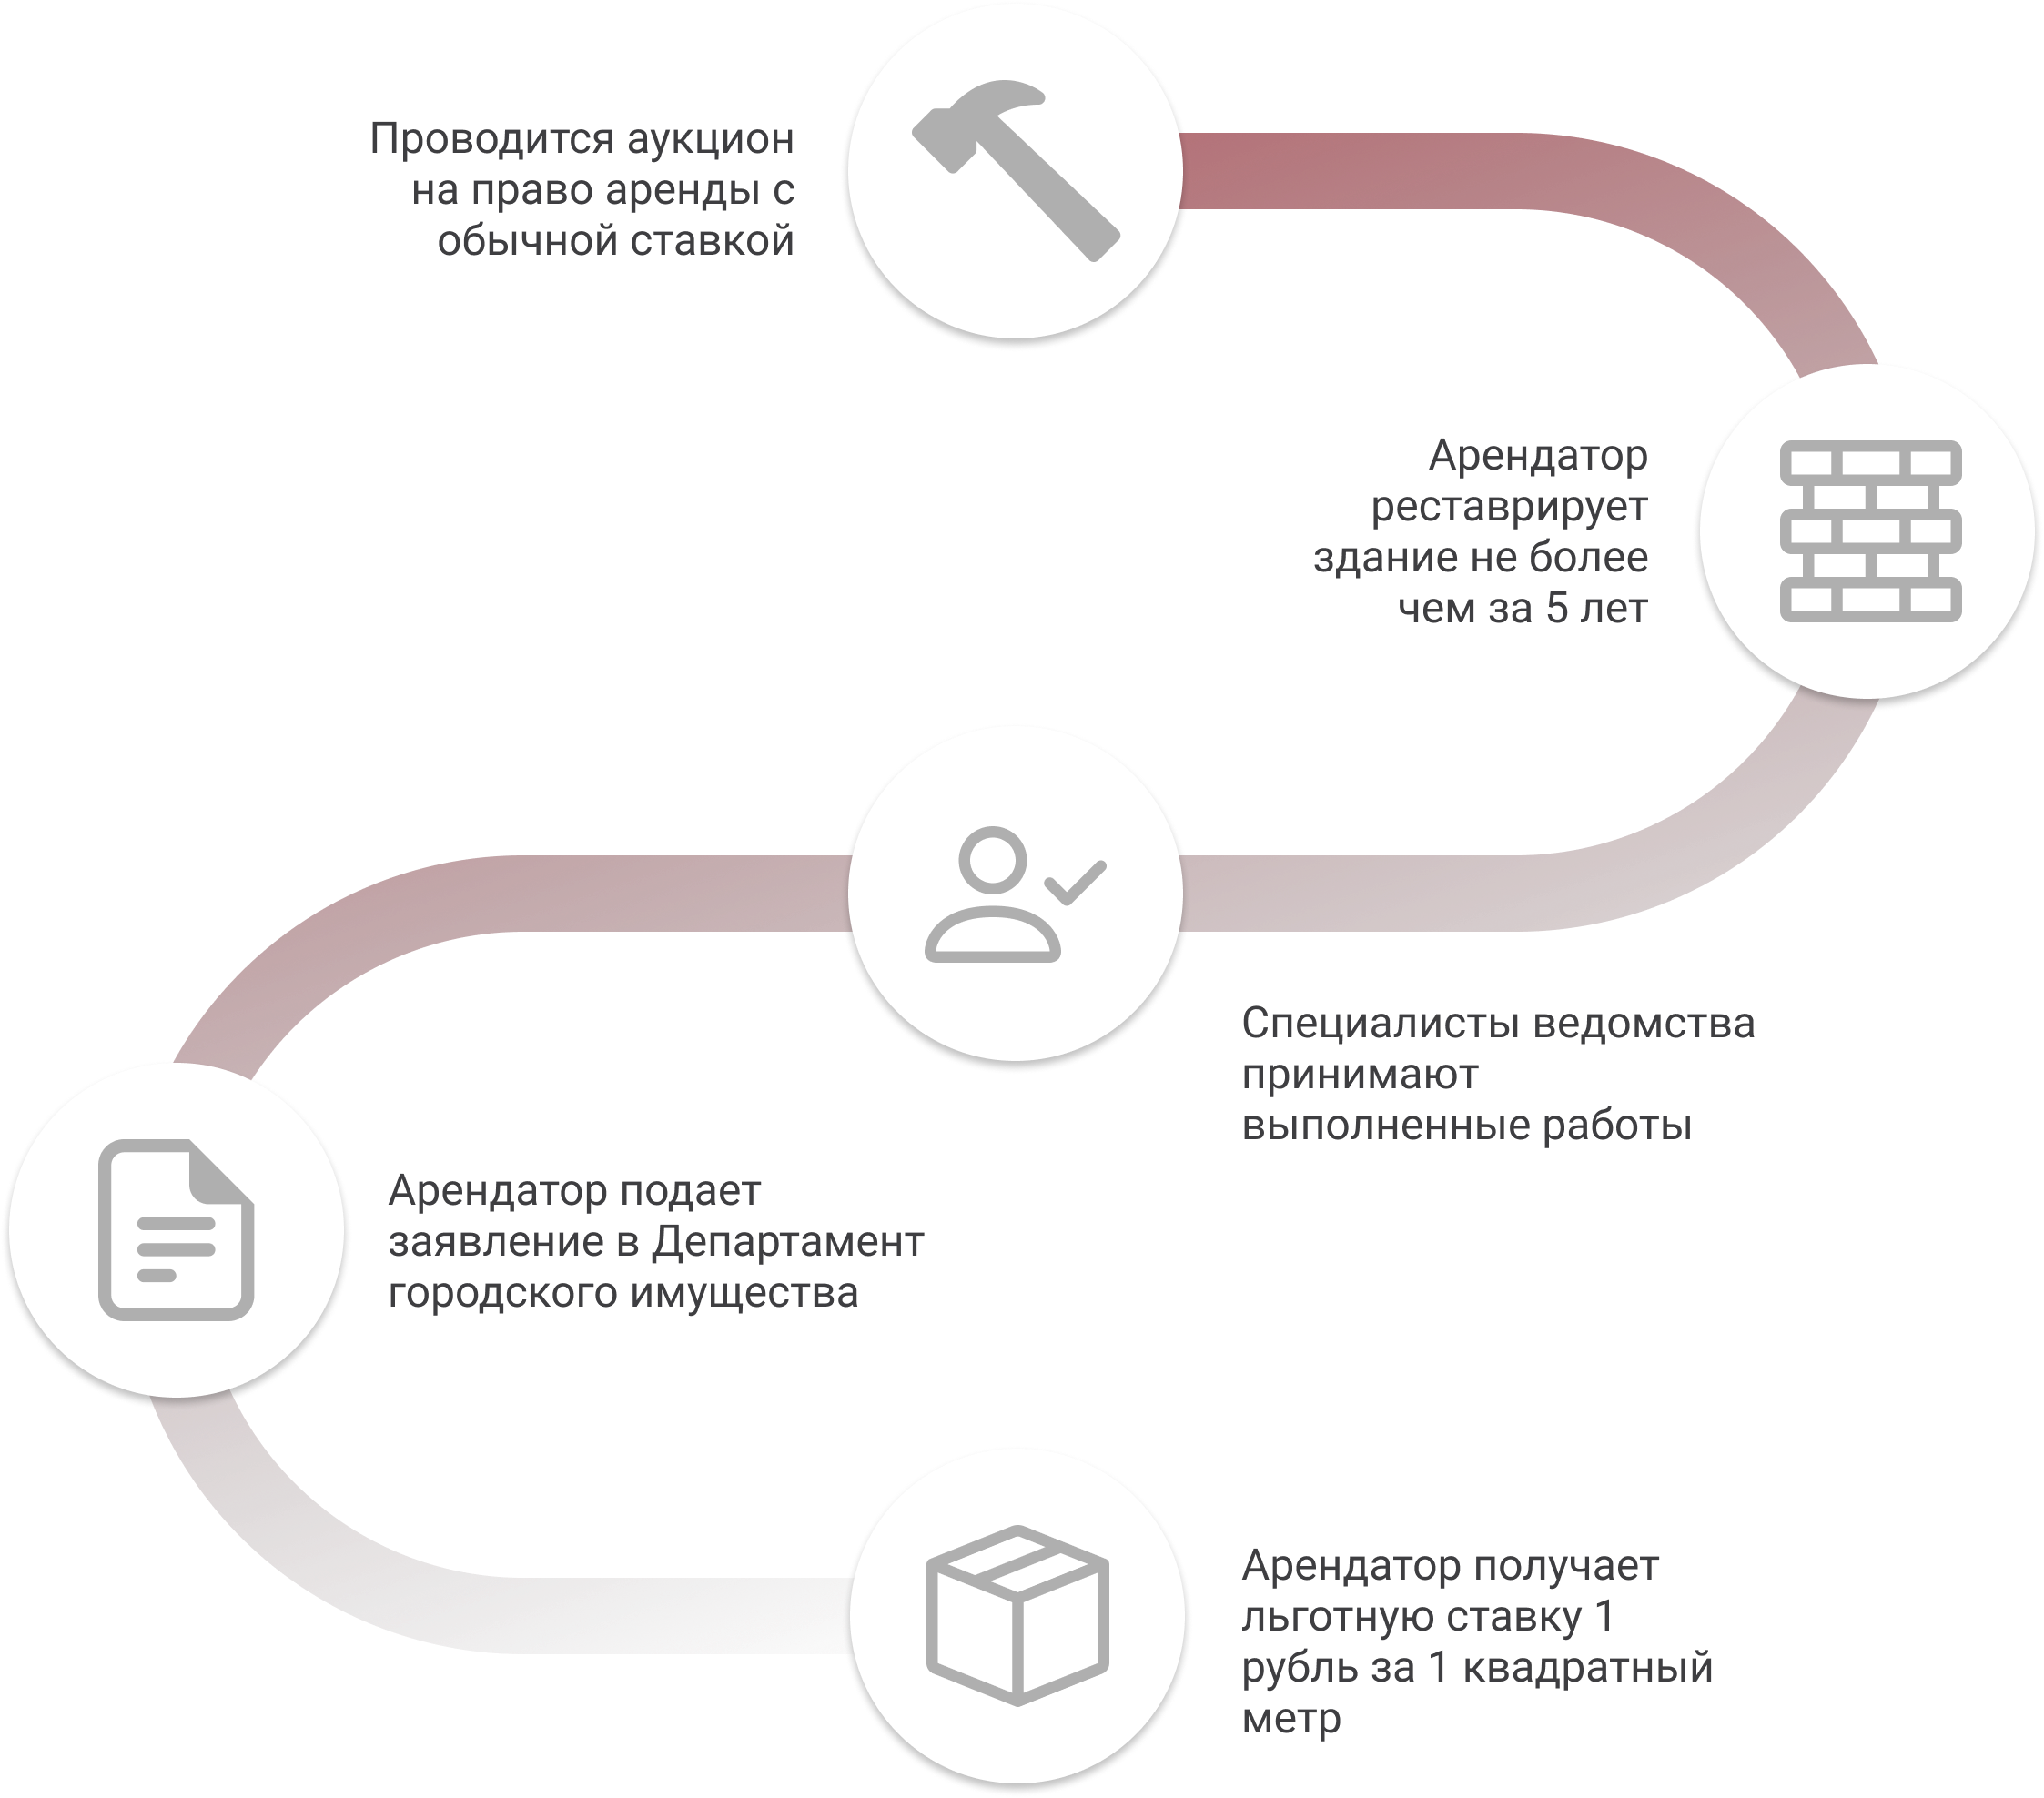 Проводится аукцион
на право аренды с
обычной ставкой
Арендатор
реставрирует
здание не более
чем за 5 лет
Специалисты ведомства
принимают
выполненные работы
Арендатор подает
заявление в Департамент
городского имущества
Арендатор получает
льготную ставку 1
рубль за 1 квадратный
метр